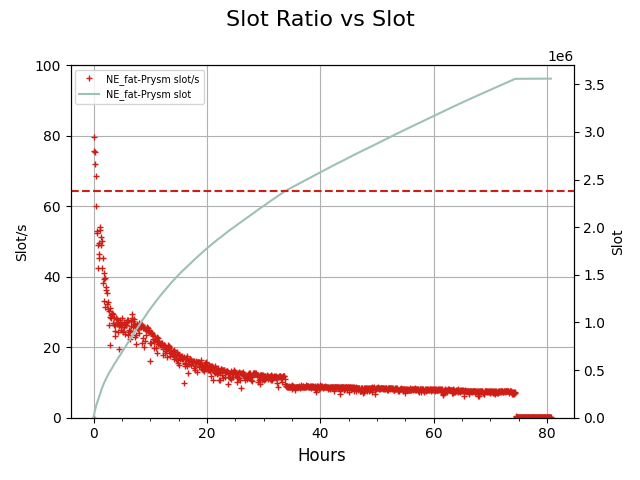 Slot Ratio vs Slot
1e6
NE_fat-Prysm slot/s
NE_fat-Prysm slot
100
80
60
40
20
0
Slot/s
3.5
3.0
2.5
2.0
1.5
1.0
0.5
0.0
Slot
0 20 40 60 80
Hours